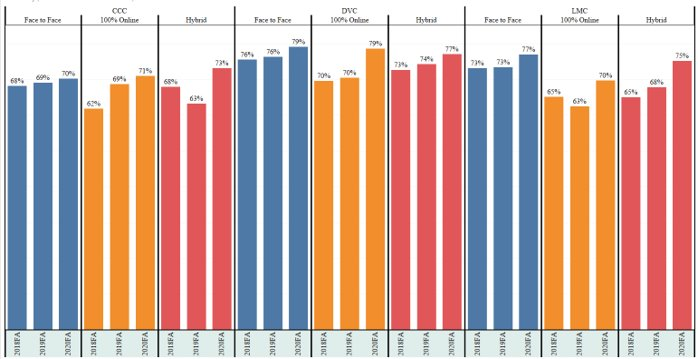 CCC DVC LMC
Face to Face 100% Online Hybrid Face to Face 100% Online Hybrid Face to Face 100% Online Hybrid
68% 69% 70% 62% 69% 73% 68% 63% 73% 76% 76% 79% 70% 70% 79% 73% 74% 77% 73% 73% 77% 65% 63% 70% 65% 68% 75%
2018FA 2019FA 2020FA 2018FA 2019FA 2020FA 2018FA 2019FA 2020FA 2018FA 2019FA 2020FA 2018FA 2019FA 2020FA 2018FA 2019FA 2020FA 2018FA 2019FA 2020FA 2018FA 2019FA 2020FA 2018FA 2019FA 2020FA